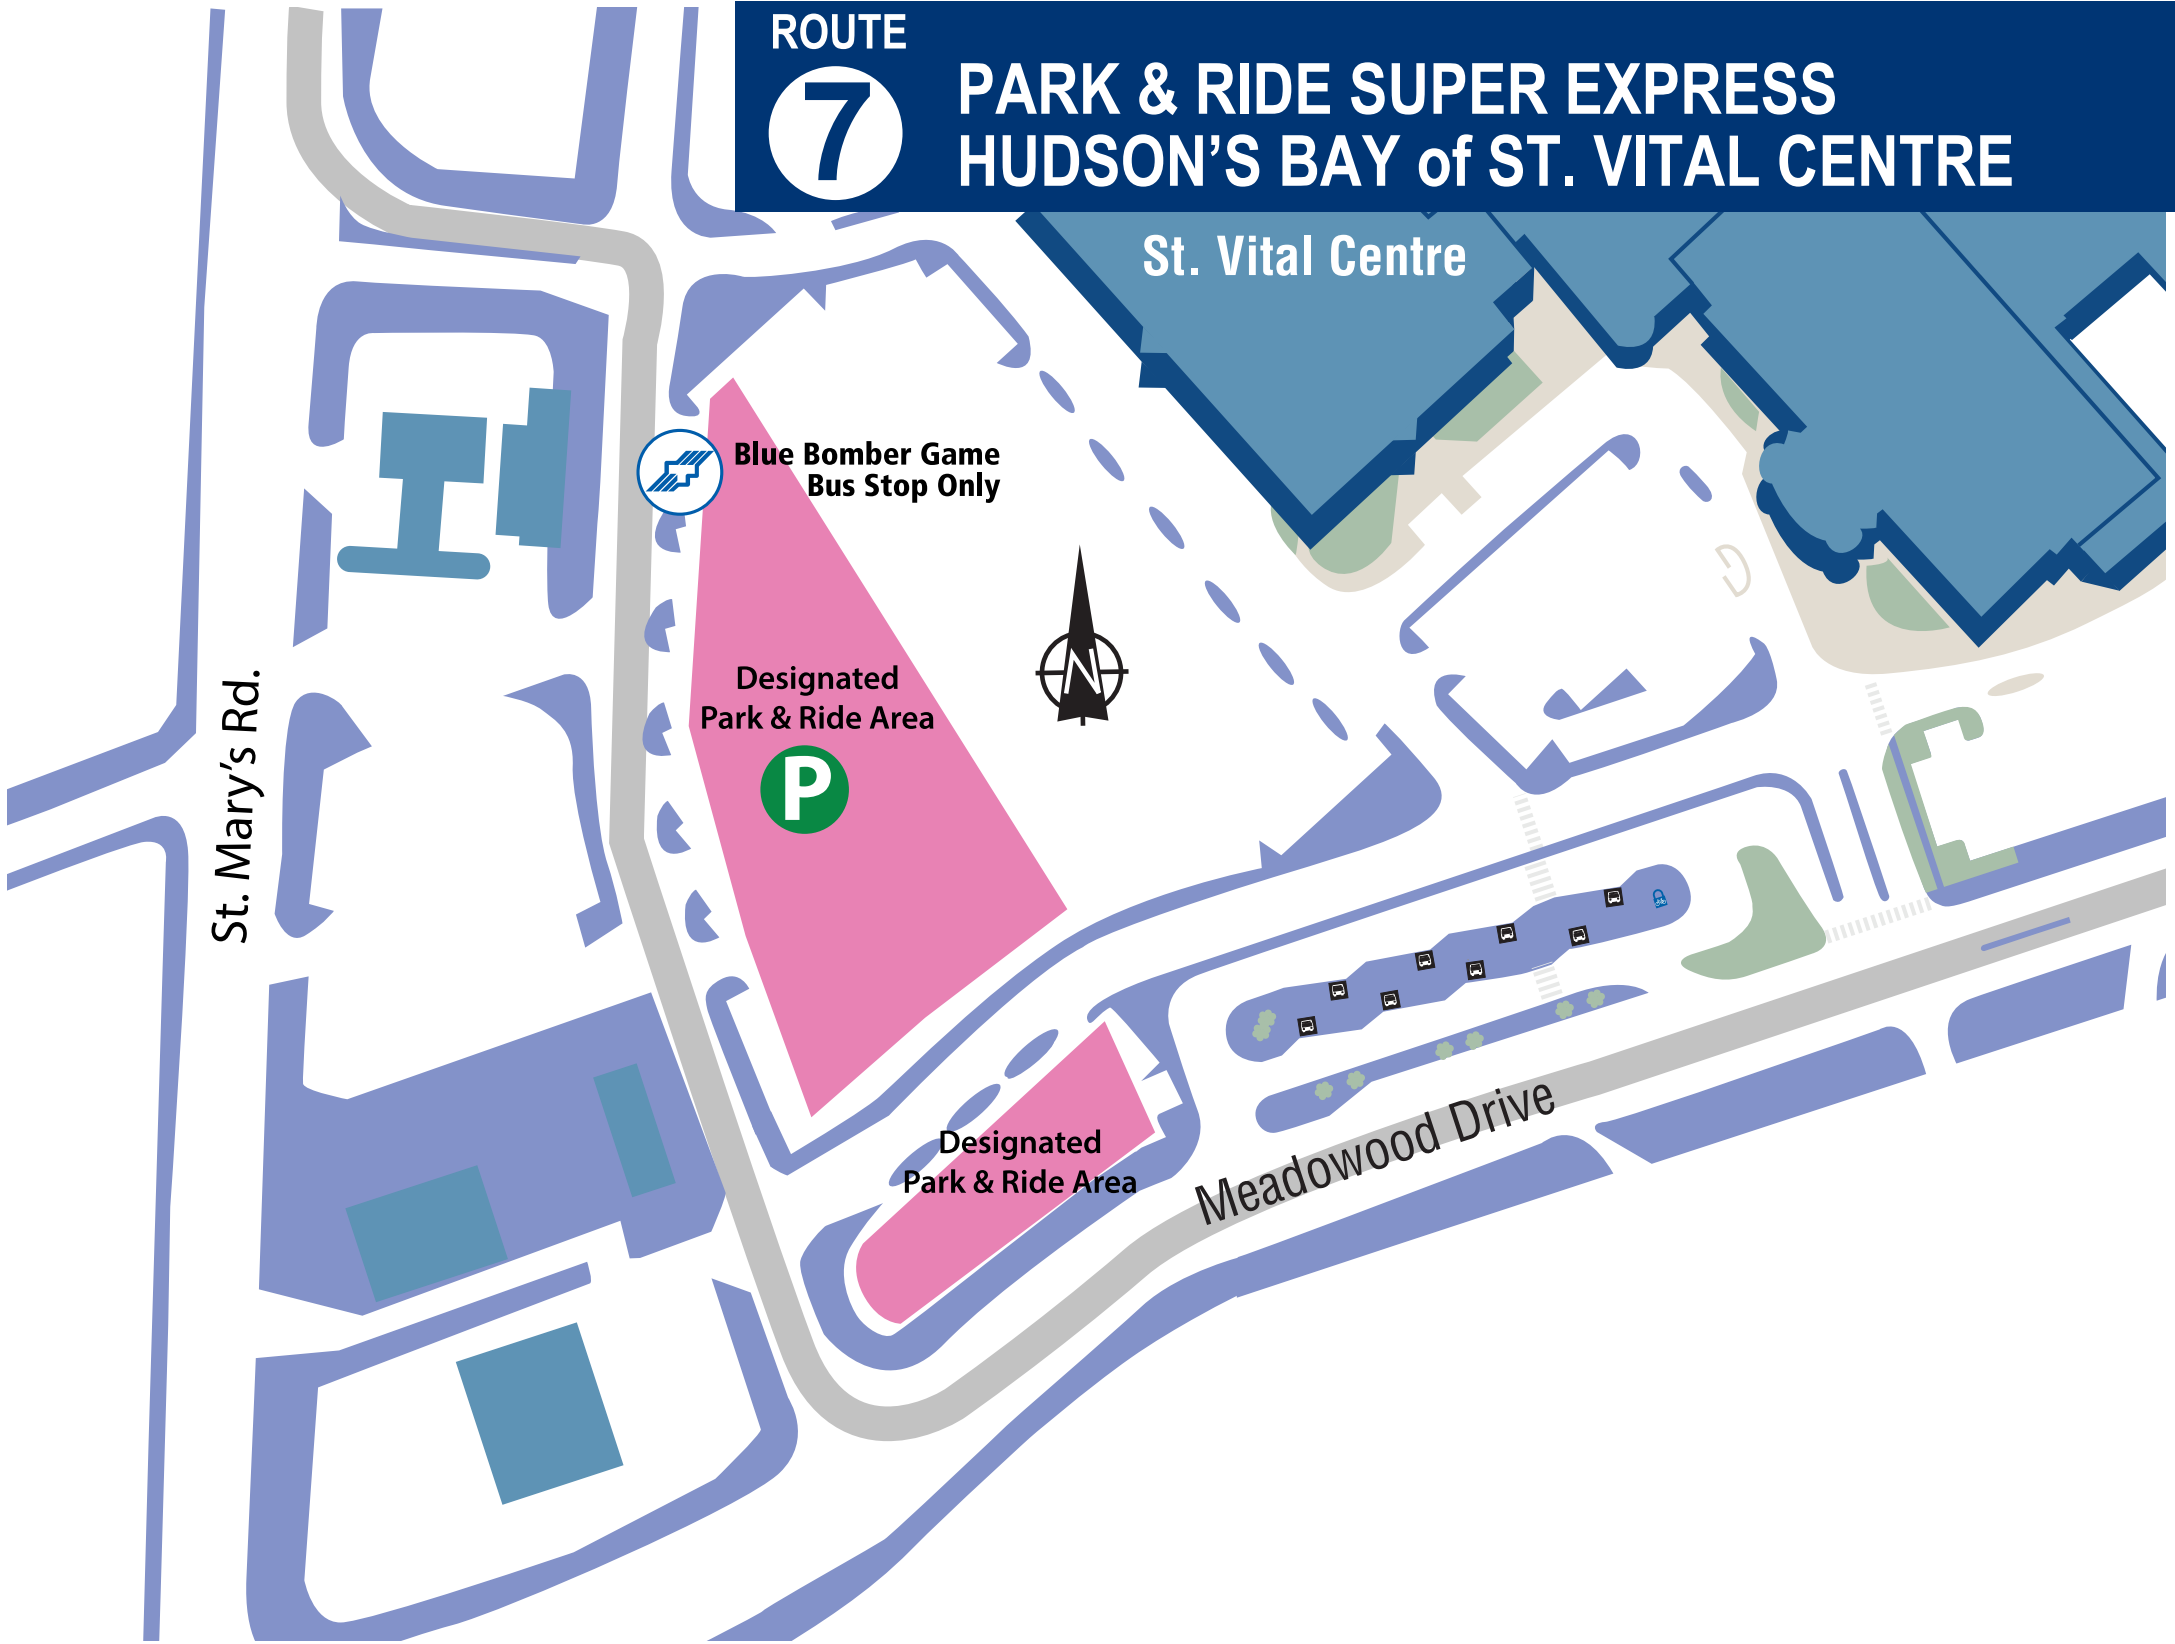 ROUTE
7
PARK & RIDE SUPER EXPRESS
HUDSON'S BAY of ST. VITAL CENTRE
St. Vital Centre
Blue Bomber Game
Bus Stop Only
N
Designated
Park & Ride Area
P
St. Mary's Rd.
Designated
Park & Ride Area
Meadowood Drive